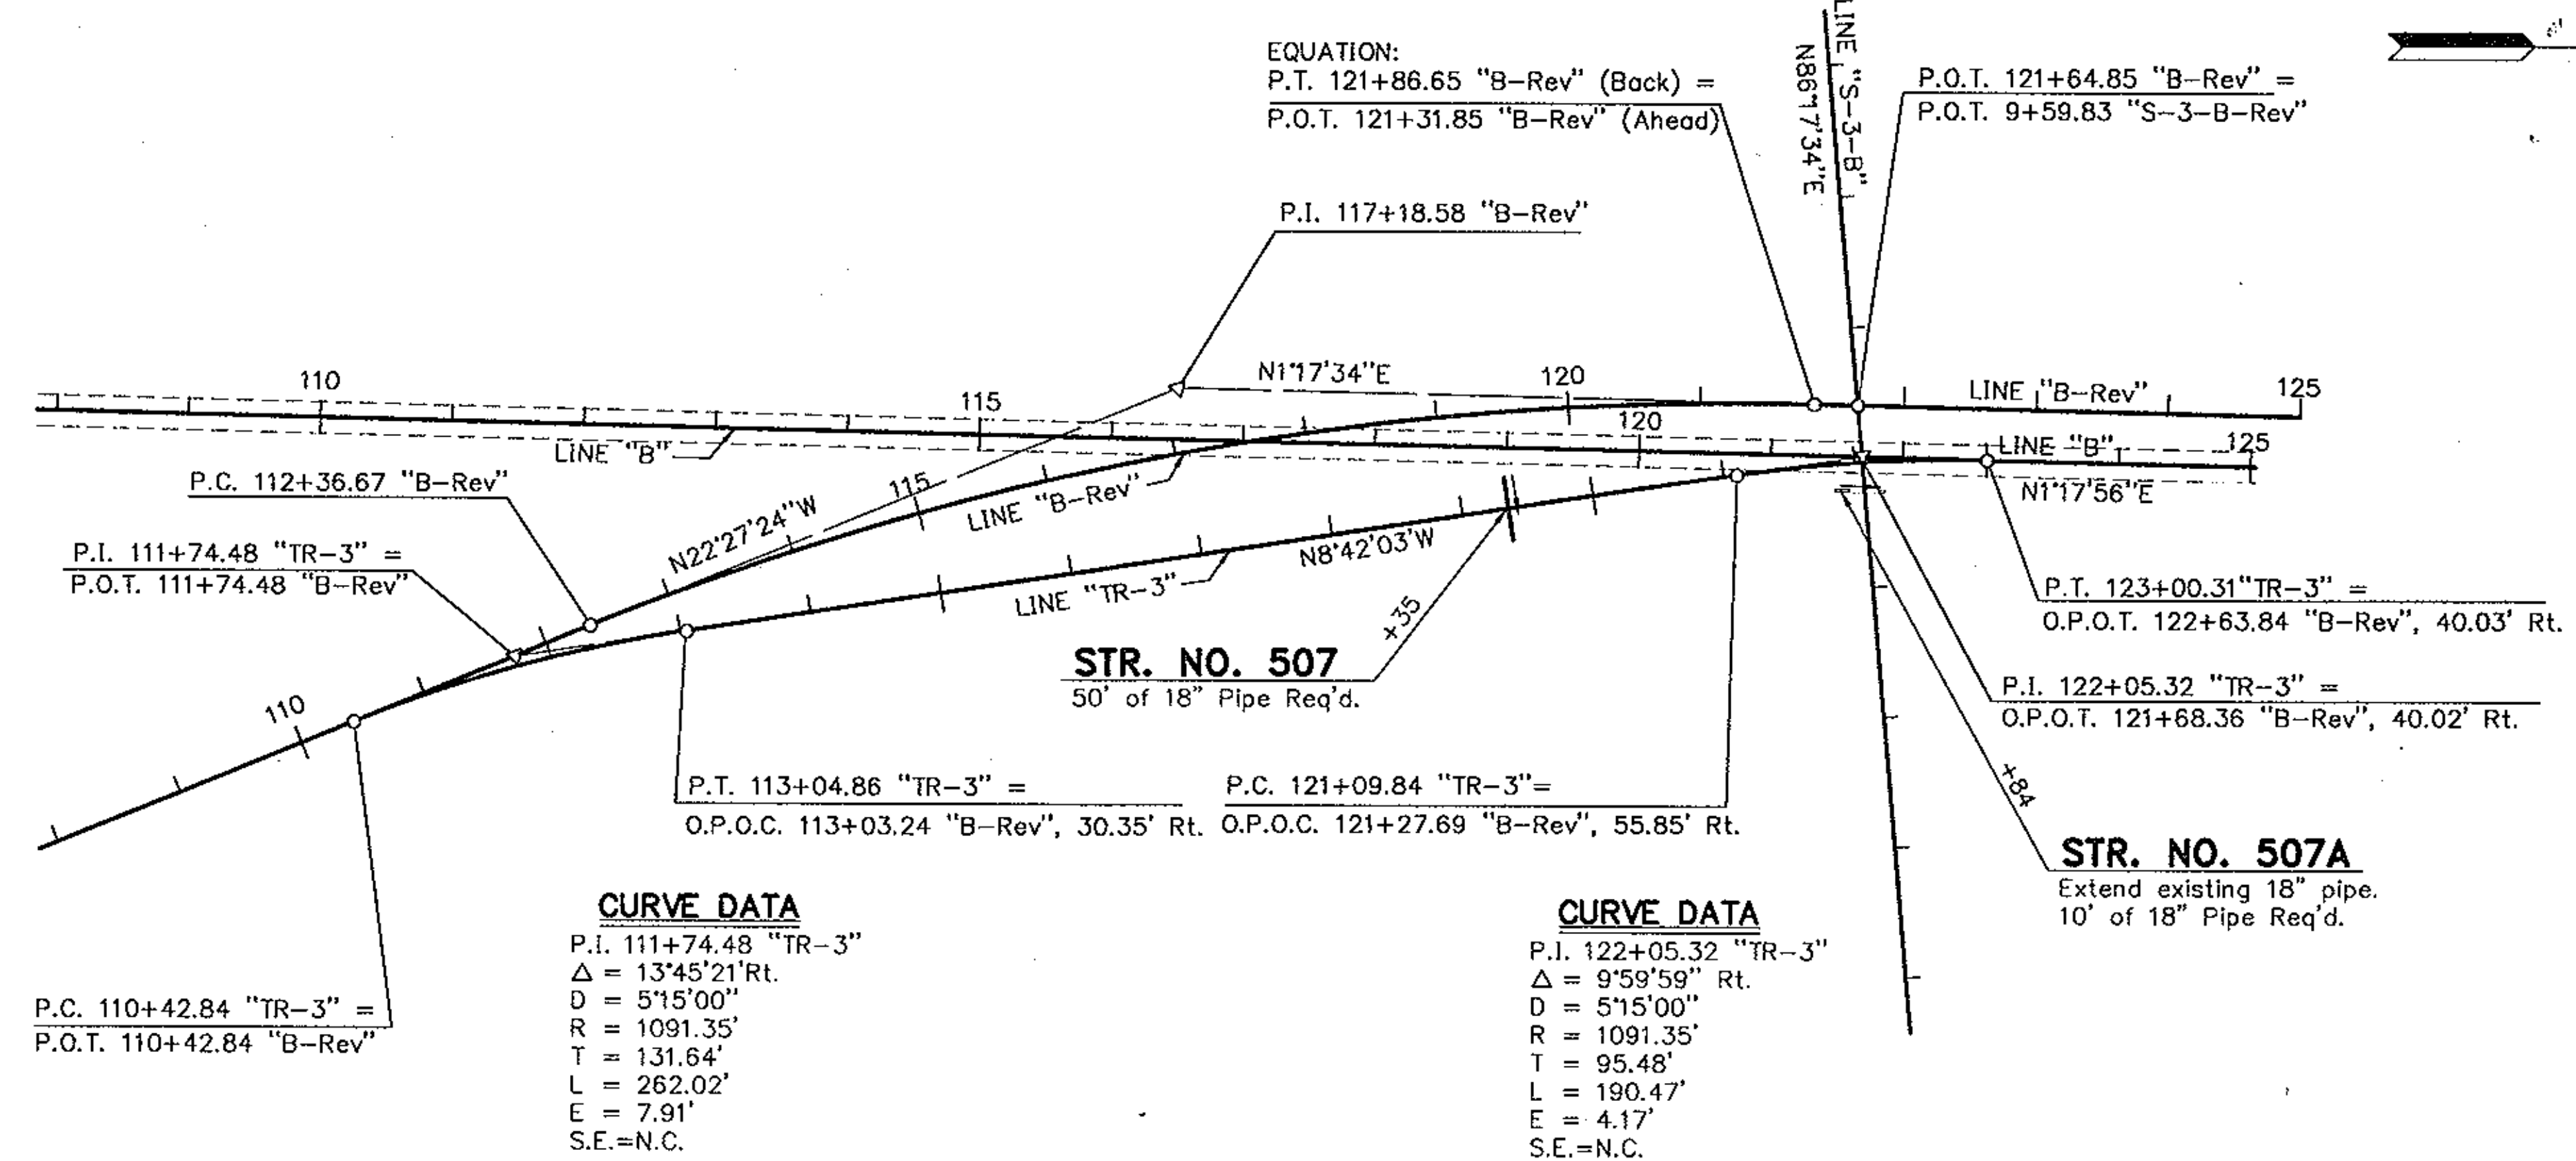 EQUATION:
P.T. 121+86.65 "B-Rev" (Back) =
P.O.T. 121+31.85 "B-Rev" (Ahead)
LINE "S-3-B"
N86°17'34"E
P.O.T. 121+64.85 "B-Rev" =
P.O.T. 9+59.83 "S-3-B-Rev"
P.I. 117+18.58 "B-Rev"
110
115
N1°17'34"E
120
LINE "B-Rev"
125
LINE "B"
120
LINE "B"
125
N1°17'56"E
P.C. 112+36.67 "B-Rev"
N22°27'24"W
115
LINE "B-Rev"
P.I. 111+74.48 "TR-3" =
P.O.T. 111+74.48 "B-Rev"
LINE "TR-3"
N8°42'03'W
+35
STR. NO. 507
50' of 18" Pipe Req'd.
P.T. 123+00.31"TR-3" =
O.P.O.T. 122+63.84 "B-Rev", 40.03' Rt.
P.I. 122+05.32 "TR-3" =
O.P.O.T. 121+68.36 "B-Rev", 40.02' Rt.
110
P.T. 113+04.86 "TR-3" =
O.P.O.C. 113+03.24 "B-Rev", 30.35' Rt.
P.C. 121+09.84 "TR-3"=
O.P.O.C. 121+27.69 "B-Rev", 55.85' Rt.
+84
STR. NO. 507A
Extend existing 18" pipe.
10' of 18" Pipe Req'd.
P.C. 110+42.84 "TR-3" =
P.O.T. 110+42.84 "B-Rev"
CURVE DATA
P.I. 111+74.48 "TR-3"
Δ = 13°45'21'Rt.
D = 5°15'00"
R = 1091.35'
T = 131.64'
L = 262.02'
E = 7.91'
S.E.=N.C.
CURVE DATA
P.I. 122+05.32 "TR-3"
Δ = 9°59'59" Rt.
D = 5°15'00"
R = 1091.35'
T = 95.48'
L = 190.47'
E = 4.17'
S.E.=N.C.